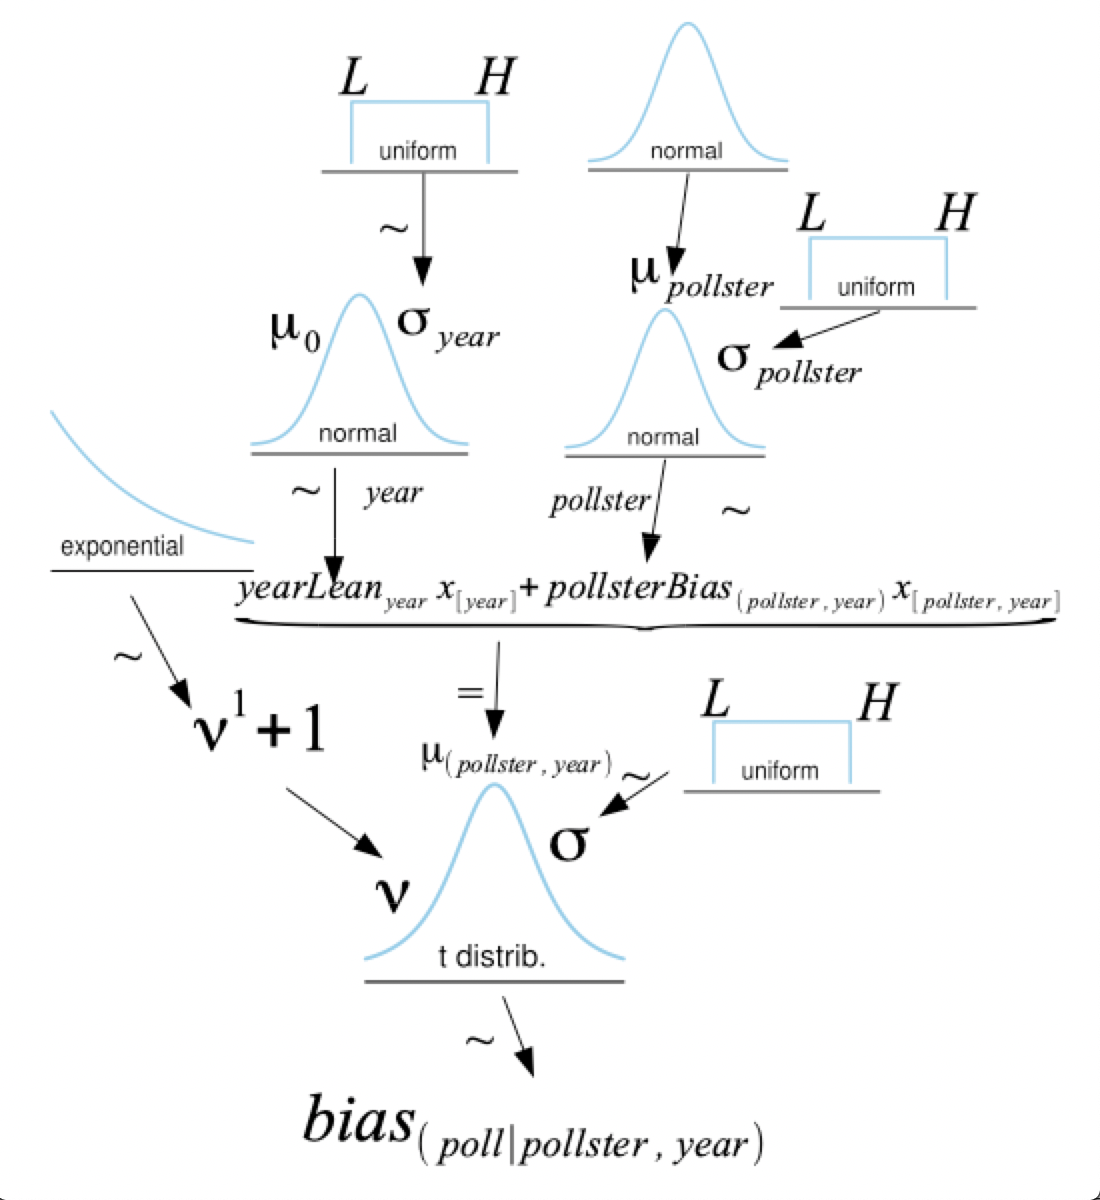 L H
uniform
normal
~
L H
uniform
μ pollster
μ0 σ year
σ pollster
normal
normal
~ year
pollster ~
exponential
yearLean year x[year] + pollsterBias (pollster, year) x[pollster, year]
~
ν1 + 1
=
L H
uniform
μ(pollster, year) ~
σ
ν
t distrib.
~
bias (poll|pollster, year)